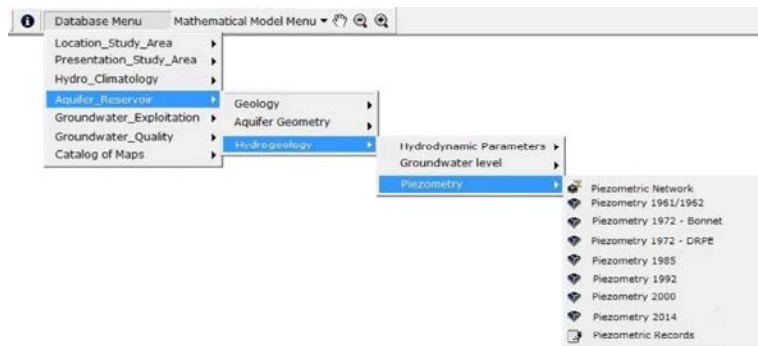 Database Menu Mathematical Model Menu
Location_Study_Area
Presentation_Study_Area
Hydro_Climatology
Aquifer_Reservoir
Groundwater_Exploitation
Groundwater_Quality
Catalog of Maps
Geology
Aquifer Geometry
Hydrogeology
Hydrodynamic Parameters
Groundwater level
Piezometry
Piezometric Network
Piezometry 1961/1962
Piezometry 1972 - Bonnet
Piezometry 1972 - DRPE
Piezometry 1985
Piezometry 1992
Piezometry 2000
Piezometry 2014
Piezometric Records